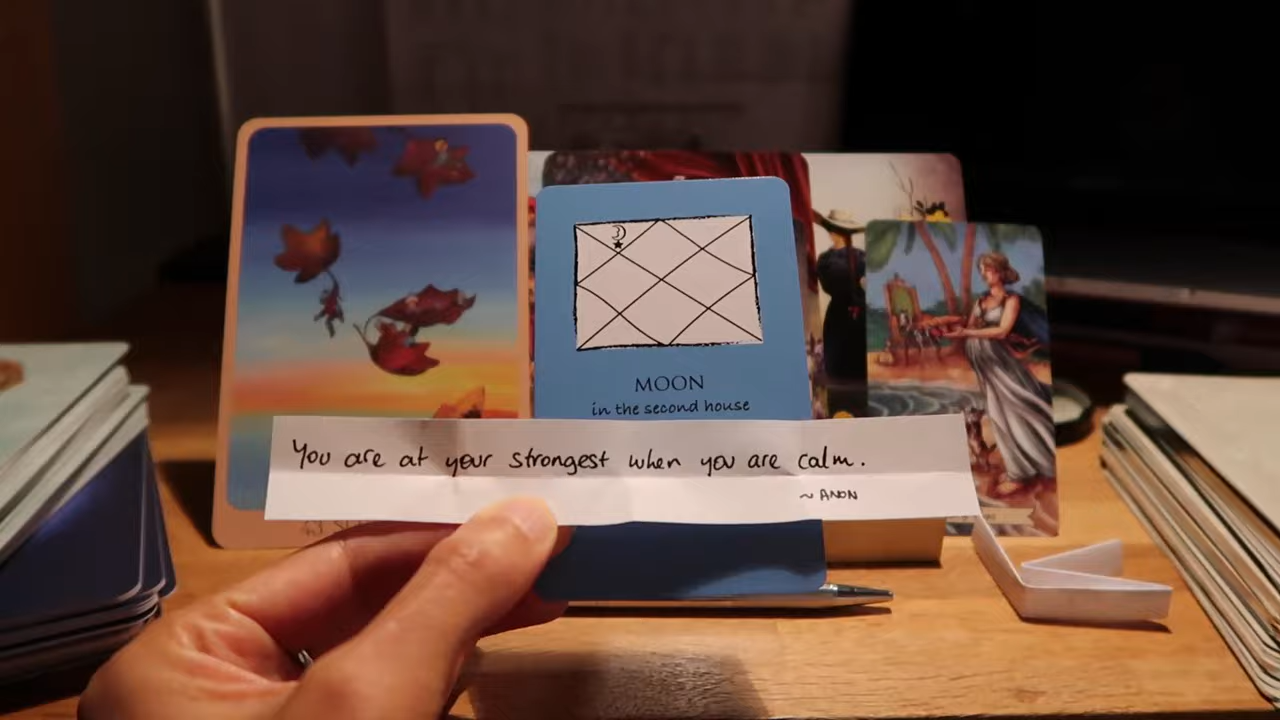 MOON
in the second house
You are at your strongest when you are calm.
~ ANON